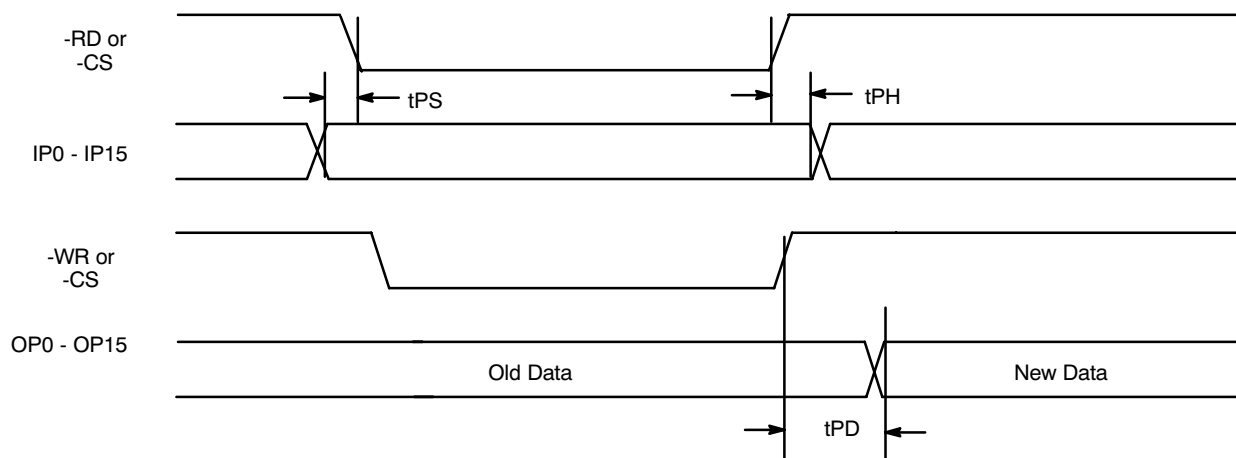 -RD or
-CS
tPS
tPH
IP0 - IP15
-WR or
-CS
OP0 - OP15
Old Data
New Data
tPD